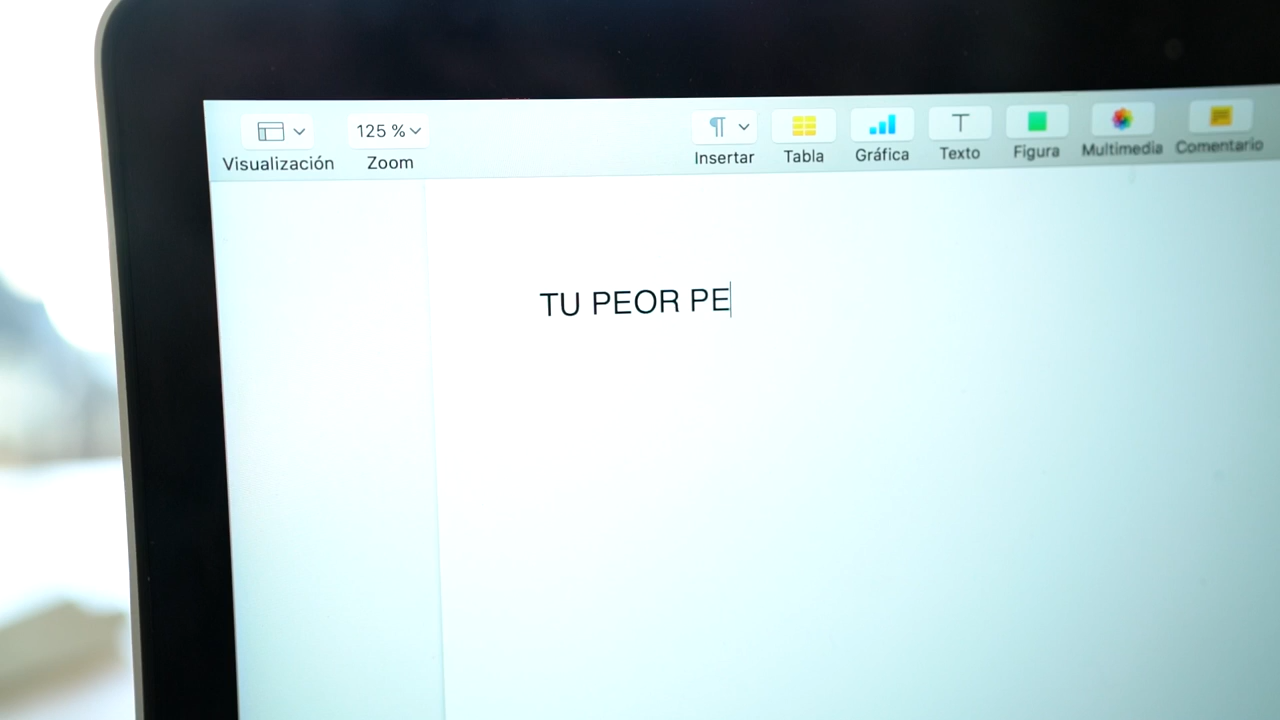 125 %
Visualización Zoom Insertar Tabla Gráfica Texto Figura Multimedia Comentario
TU PEOR PE